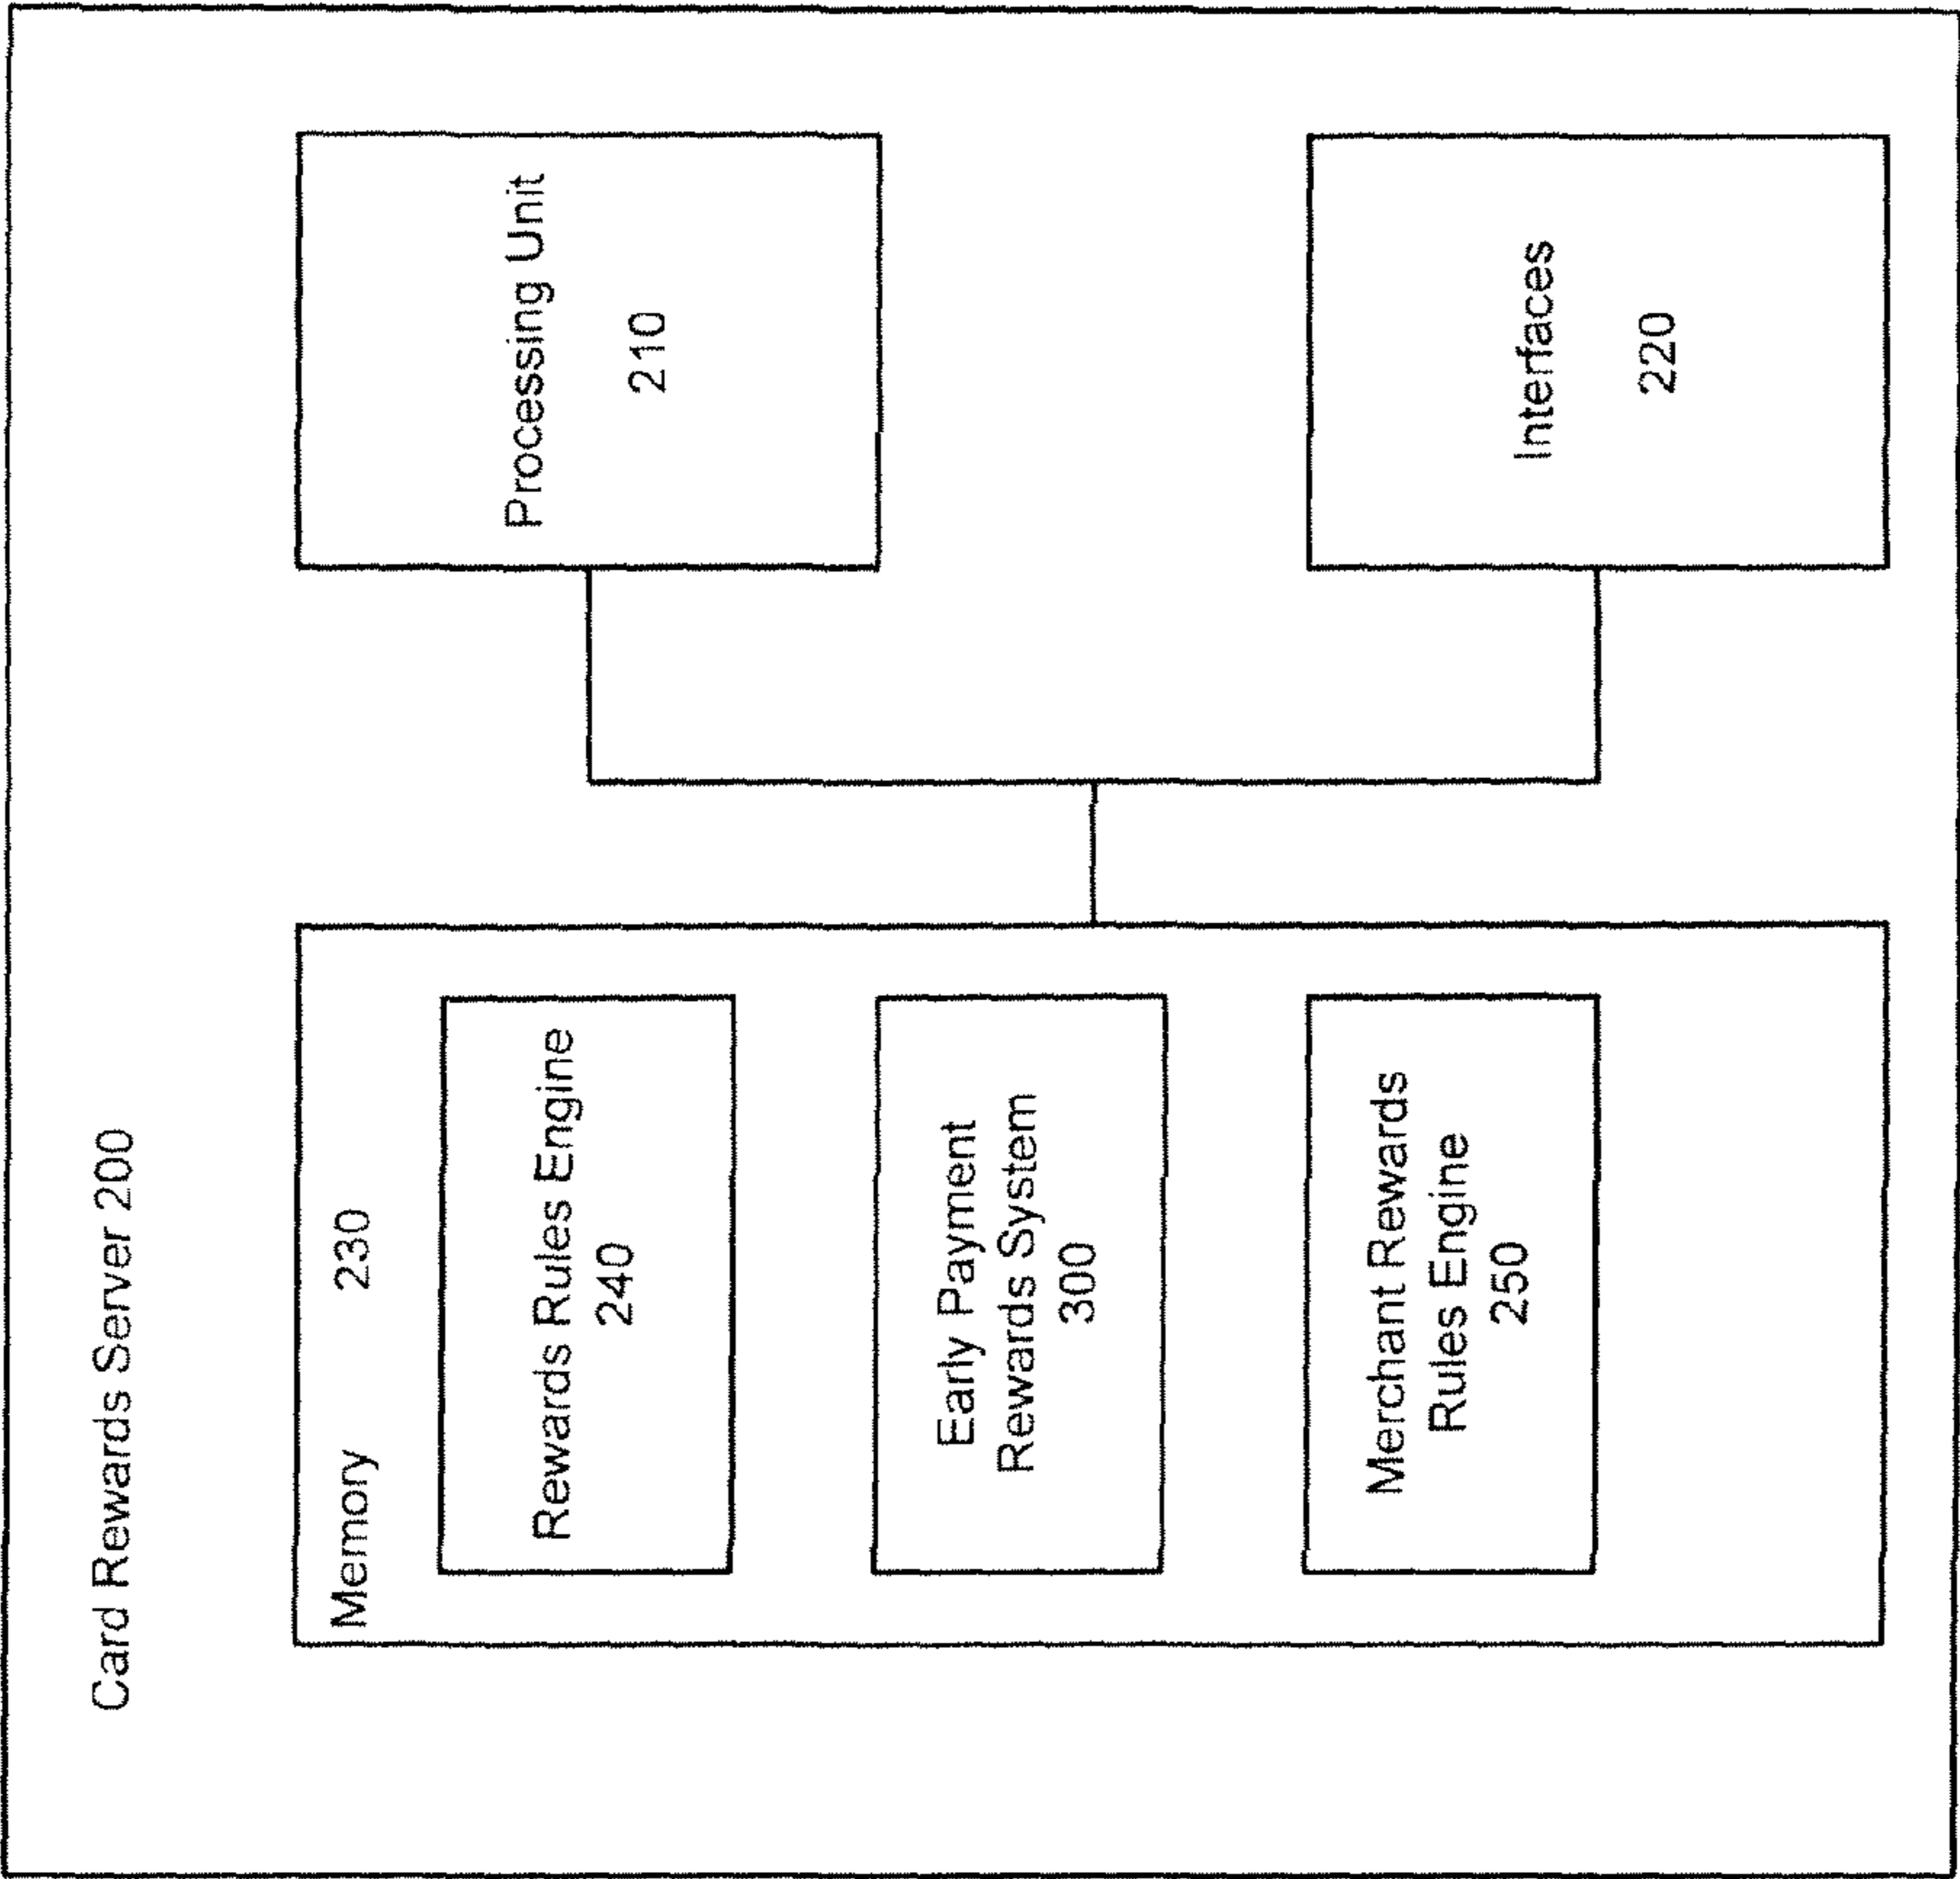 Card Rewards Server 200
Memory 230
Rewards Rules Engine
240
Early Payment
Rewards System
300
Merchant Rewards
Rules Engine
250
Processing Unit
210
Interfaces
220